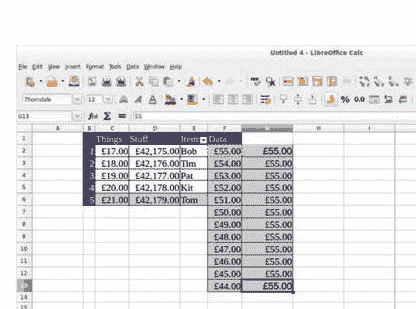 Untitled 4 - LibreOffice Calc
File Edit View Insert Format Tools Data Window Help
Thorndale 12
% 0.0
G13 55
A B C D E F H I
1 Things Stuff Item Data
2 1 £17.00 £42,175.00 Bob £55.00 £55.00
3 2 £18.00 £42,176.00 Tim £54.00 £55.00
4 3 £19.00 £42,177.00 Pat £53.00 £55.00
5 4 £20.00 £42,178.00 Kit £52.00 £55.00
6 5 £21.00 £42,179.00 Tom £51.00 £55.00
7 £50.00 £55.00
8 £49.00 £55.00
9 £48.00 £55.00
10 £47.00 £55.00
11 £46.00 £55.00
12 £45.00 £55.00
13 £44.00 £55.00
14
15